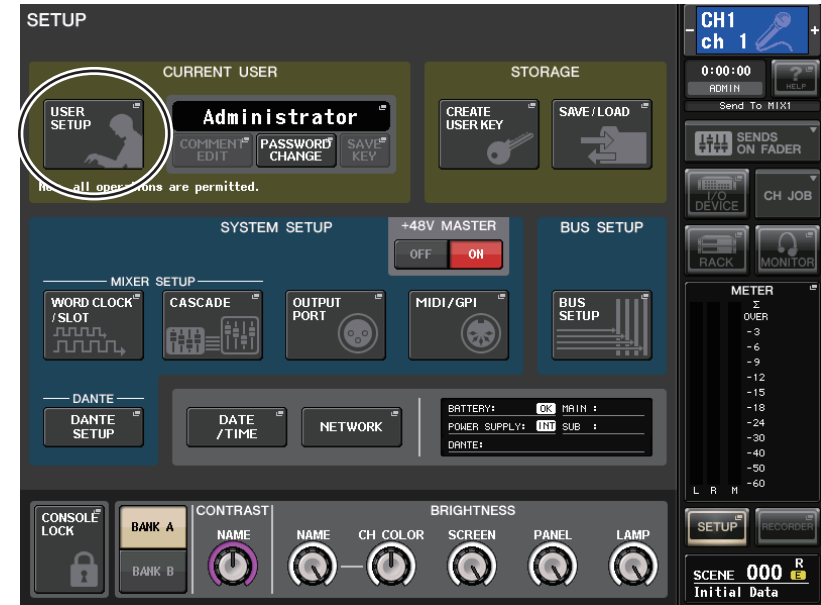 SETUP
CURRENT USER
USER SETUP
Administrator
COMMENT EDIT
PASSWORD CHANGE
SAVE KEY
all operations are permitted.
STORAGE
CREATE USER KEY
SAVE/LOAD
SYSTEM SETUP
+48V MASTER
OFF
ON
BUS SETUP
MIXER SETUP
WORD CLOCK /SLOT
CASCADE
OUTPUT PORT
MIDI/GPI
BUS SETUP
DANTE
DANTE SETUP
DATE /TIME
NETWORK
BATTERY: OK MAIN :
POWER SUPPLY: INT SUB :
DANTE:
CONSOLE LOCK
BANK A
BANK B
CONTRAST
NAME
BRIGHTNESS
NAME
CH COLOR
SCREEN
PANEL
LAMP
- CH1 +
ch 1
0:00:00
ADMIN
?
HELP
Send To MIX1
SENDS ON FADER
I/O DEVICE
CH JOB
RACK
MONITOR
METER
Σ
OVER
-3
-6
-9
-12
-15
-18
-24
-30
-40
-50
-60
L R M
SETUP
RECORDER
SCENE 000 R E
Initial Data